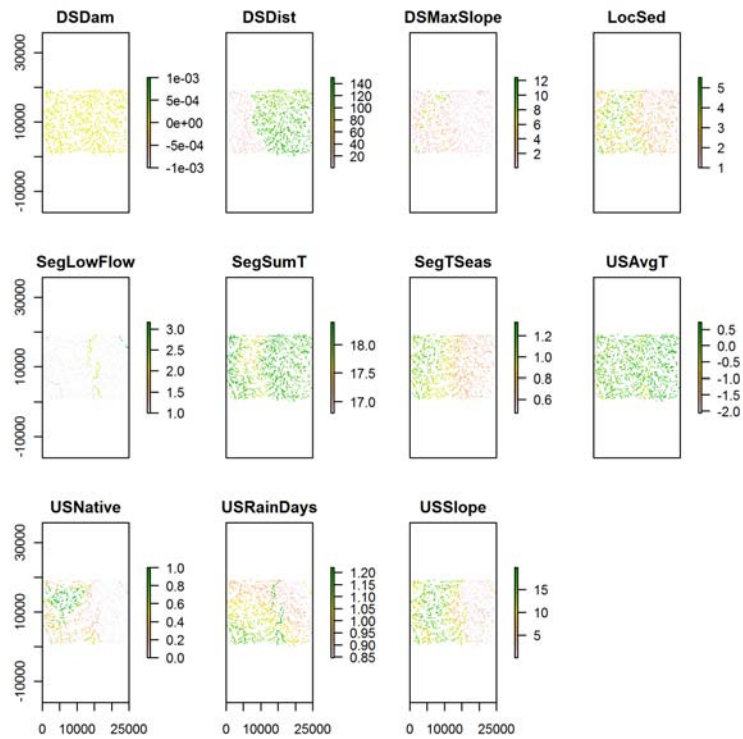 DSDam DSDist DSMaxSlope LocSed
-10000 10000 30000
1e-03 5e-04 0e+00 -5e-04 -1e-03
140 120 100 80 60 40 20
12 10 8 6 4 2
5 4 3 2 1
SegLowFlow SegSumT SegTSeas USAvgT
-10000 10000 30000
3.0 2.5 2.0 1.5 1.0
18.0 17.5 17.0
1.2 1.0 0.8 0.6
0.5 0.0 -0.5 -1.0 -1.5 -2.0
USNative USRainDays USSlope
-10000 10000 30000
1.0 0.8 0.6 0.4 0.2 0.0
1.20 1.15 1.10 1.05 1.00 0.95 0.90 0.85
15 10 5
0 10000 25000 0 10000 25000 0 10000 25000